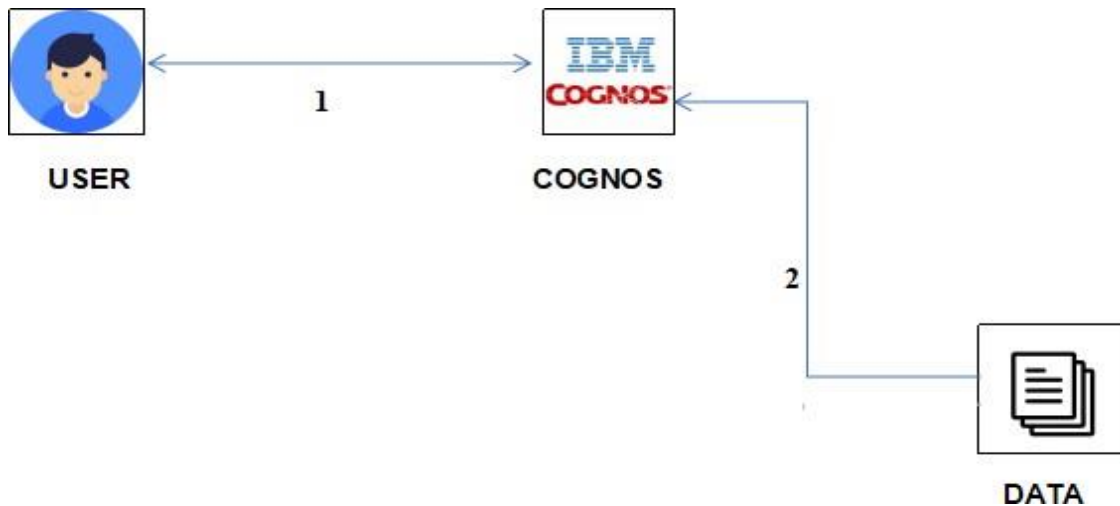 IBM
COGNOS
1
USER
COGNOS
2
DATA